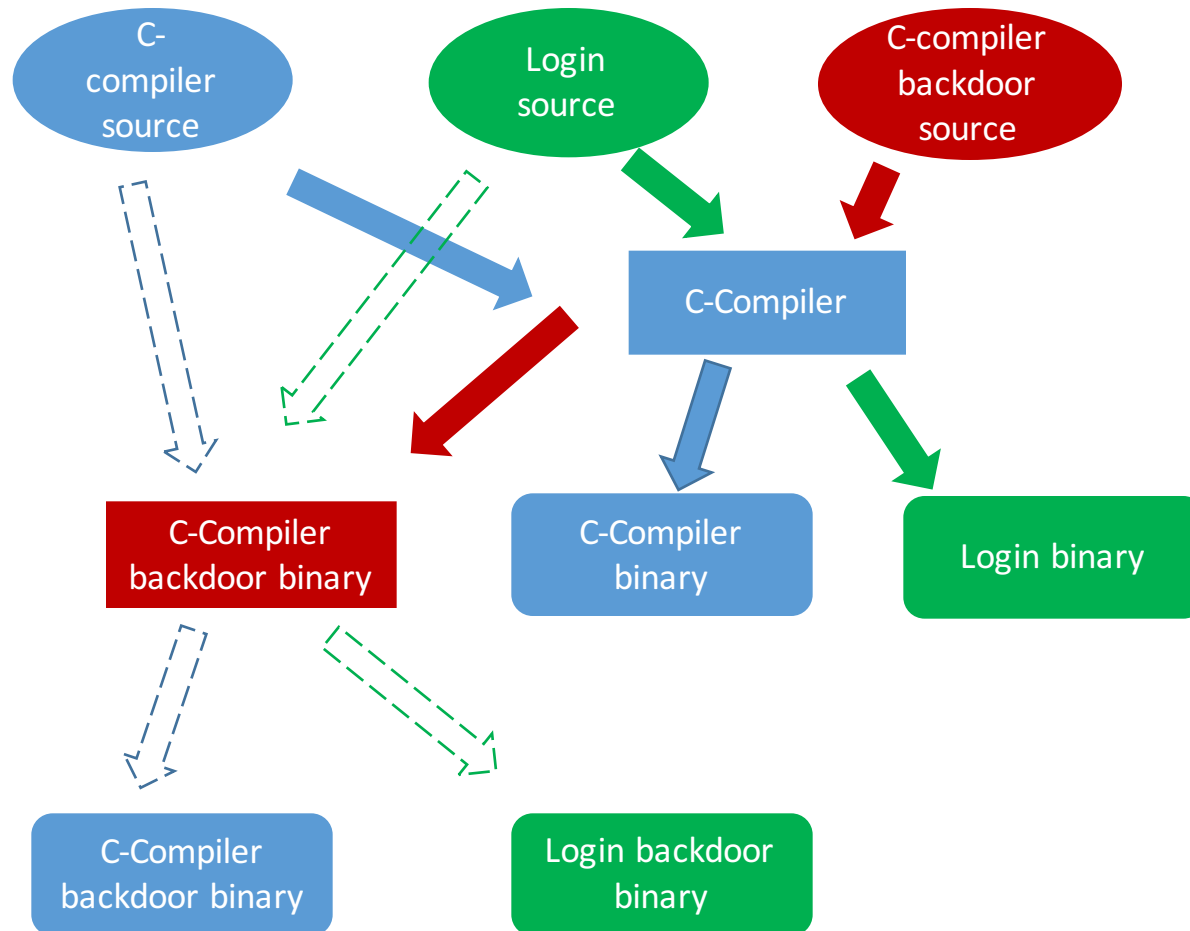 C-
compiler
source
Login
source
C-compiler
backdoor
source
C-Compiler
C-Compiler
backdoor binary
C-Compiler
binary
Login binary
C-Compiler
backdoor binary
Login backdoor
binary